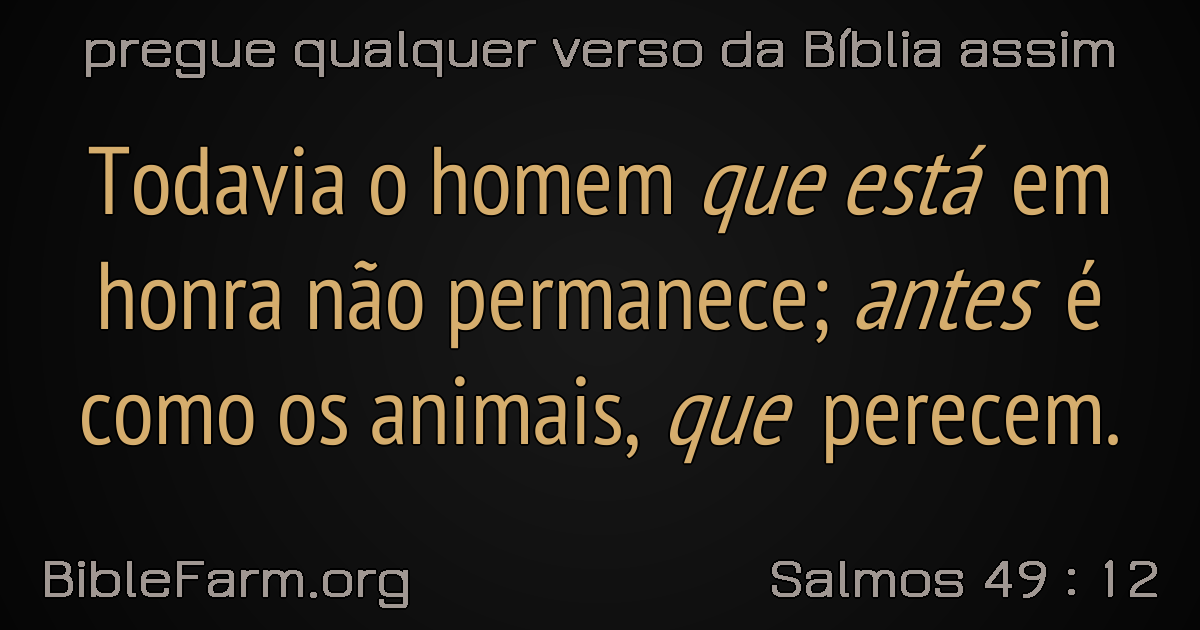 pregue qualquer verso da Bíblia assim
Todavia o homem que está em
honra não permanece; antes é
como os animais, que perecem.
BibleFarm.org
Salmos 49 : 12